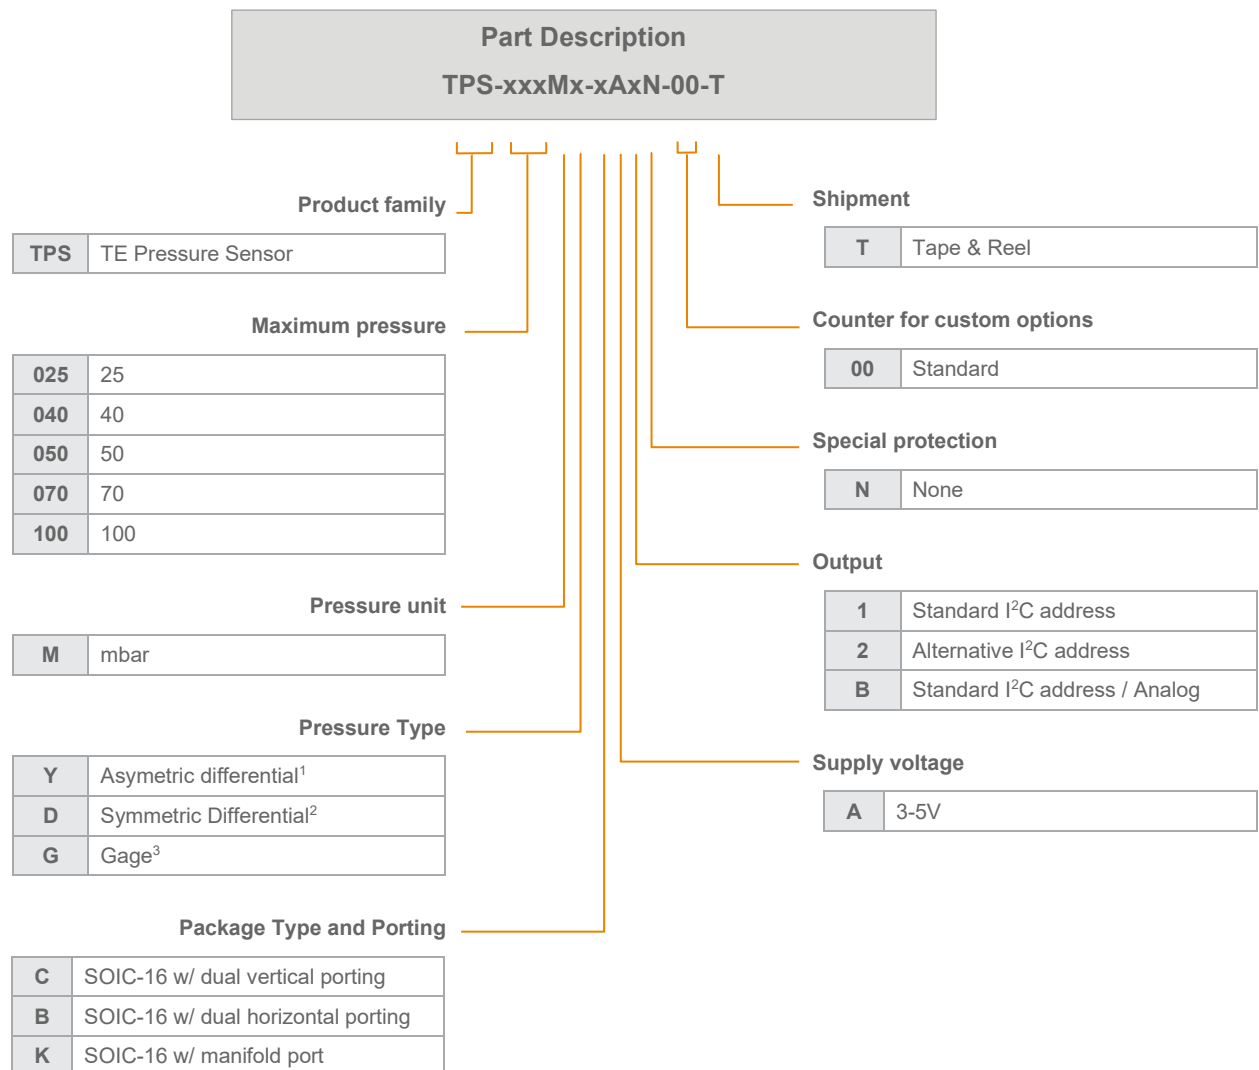 Part Description
TPS-xxxMx-xAxN-00-T
Product family
TPS TE Pressure Sensor
Maximum pressure
025 25
040 40
050 50
070 70
100 100
Pressure unit
M mbar
Pressure Type
Y Asymetric differential¹
D Symmetric Differential²
G Gage³
Package Type and Porting
C SOIC-16 w/ dual vertical porting
B SOIC-16 w/ dual horizontal porting
K SOIC-16 w/ manifold port
Shipment
T Tape & Reel
Counter for custom options
00 Standard
Special protection
N None
Output
1 Standard I²C address
2 Alternative I²C address
B Standard I²C address / Analog
Supply voltage
A 3-5V